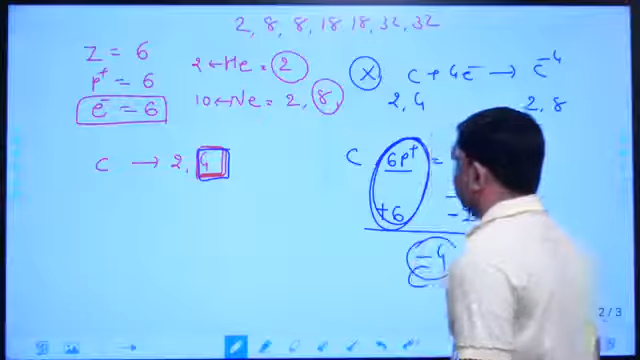 2, 8, 8, 18 18, 32, 32
Z = 6
p+ = 6
e- = 6
2 ← He = 2
10 ← Ne = 2, 8,
C → 2, 4
x C + 4e- → C-4
2, 4 2, 8
C 6p+ =
+6
-4
2/3